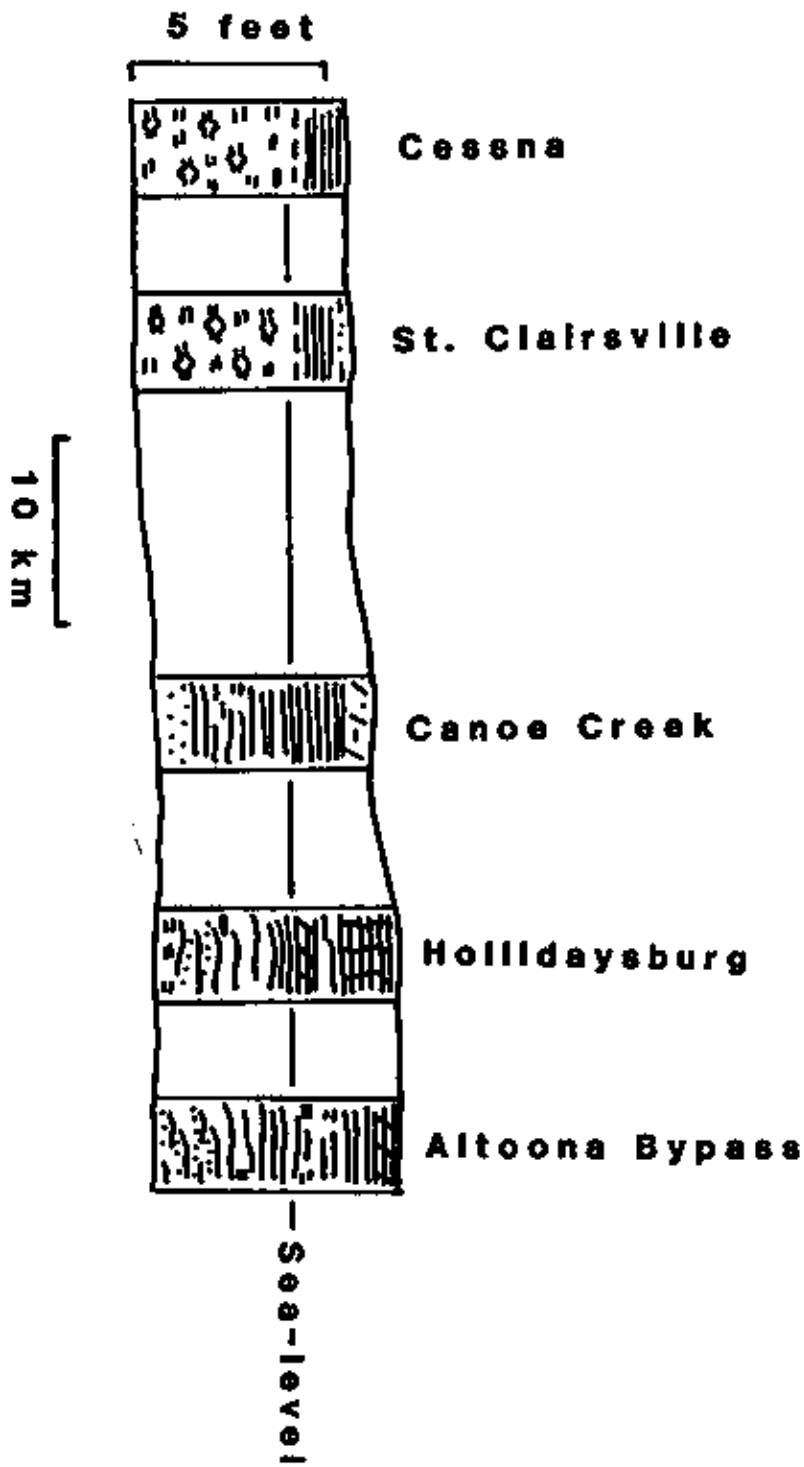 5 feet
Cessna
St. Clairsville
10 km
Canoe Creek
Hollidaysburg
Altoona Bypass
Sea-level